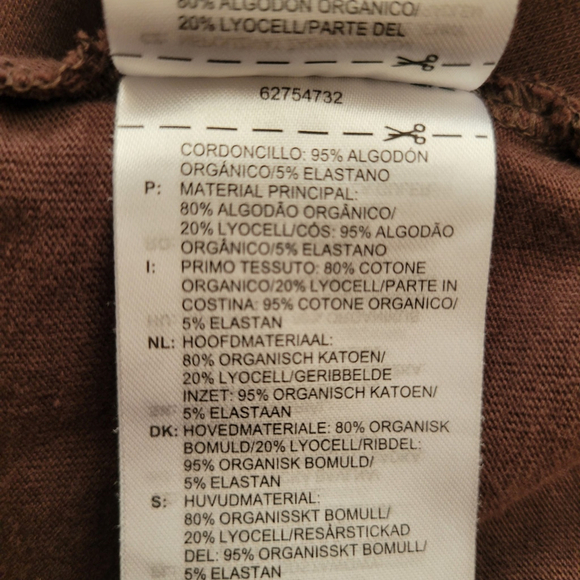 80% ALGODÓN ORGÁNICO/
20% LYOCELL/PARTE DEL
62754732
CORDONCILLO: 95% ALGODÓN
ORGÁNICO/5% ELASTANO
P: MATERIAL PRINCIPAL:
80% ALGODÃO ORGÂNICO/
20% LYOCELL/CÓS: 95% ALGODÃO
ORGÂNICO/5% ELASTANO
I: PRIMO TESSUTO: 80% COTONE
ORGANICO/20% LYOCELL/PARTE IN
COSTINA: 95% COTONE ORGANICO/
5% ELASTAN
NL: HOOFDMATERIAAL:
80% ORGANISCH KATOEN/
20% LYOCELL/GERIBBELDE
INZET: 95% ORGANISCH KATOEN/
5% ELASTAAN
DK: HOVEDMATERIALE: 80% ORGANISK
BOMULD/20% LYOCELL/RIBDEL:
95% ORGANISK BOMULD/
5% ELASTAN
S: HUVUDMATERIAL:
80% ORGANISSKT BOMULL/
20% LYOCELL/RESÅRSTICKAD
DEL: 95% ORGANISSKT BOMULL/
5% ELASTAN